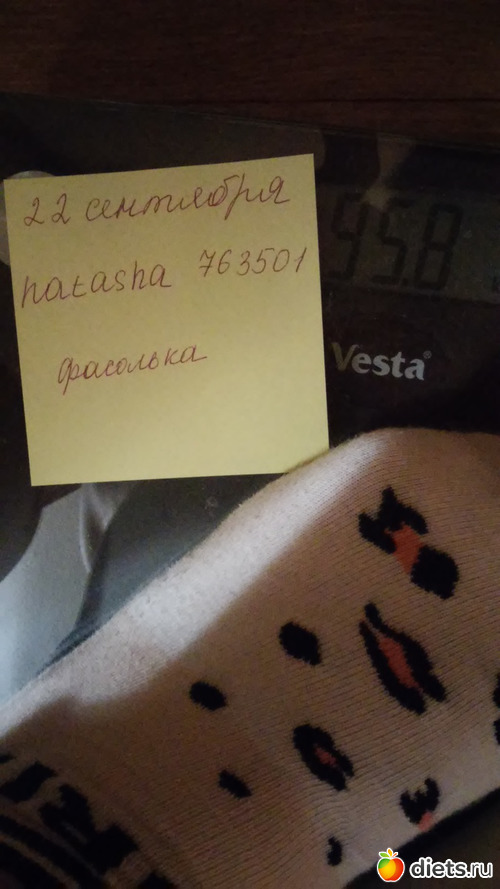 22 сентября
natasha 763501
фасолька
95.8
Vesta®
diets.ru